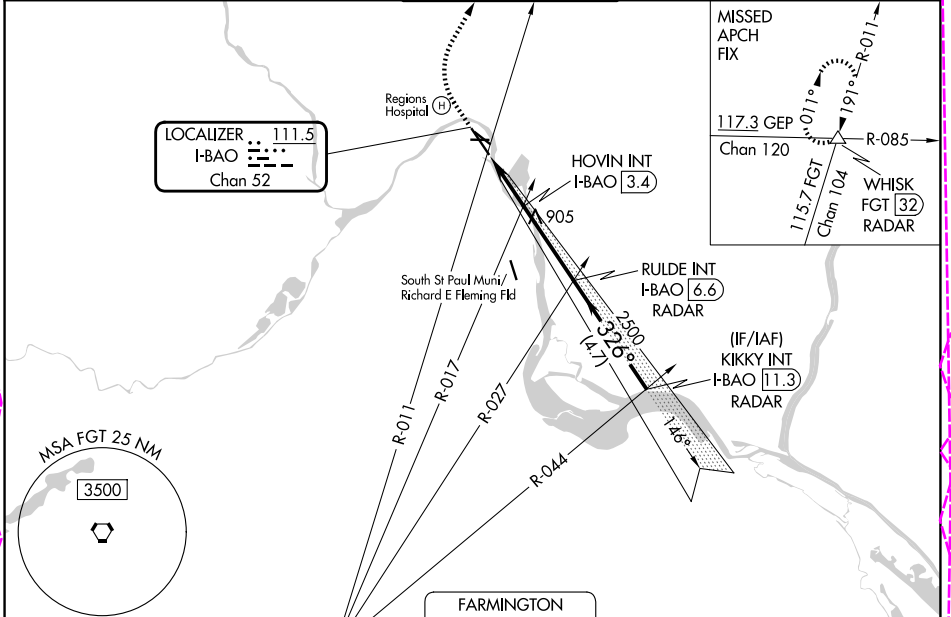 MISSED
APCH
FIX
R-011
011°
191°
117.3 GEP
Chan 120
R-085
115.7 FGT
Chan 104
WHISK
FGT 32
RADAR
Regions
Hospital H
LOCALIZER 111.5
I-BAO
Chan 52
HOVIN INT
I-BAO 3.4
905
South St Paul Muni/
Richard E Fleming Fld
RULDE INT
I-BAO 6.6
RADAR
2500
326°
(4.7)
(IF/IAF)
KIKKY INT
I-BAO 11.3
RADAR
146°
R-011
R-017
R-027
R-044
MSA FGT 25 NM
3500
FARMINGTON